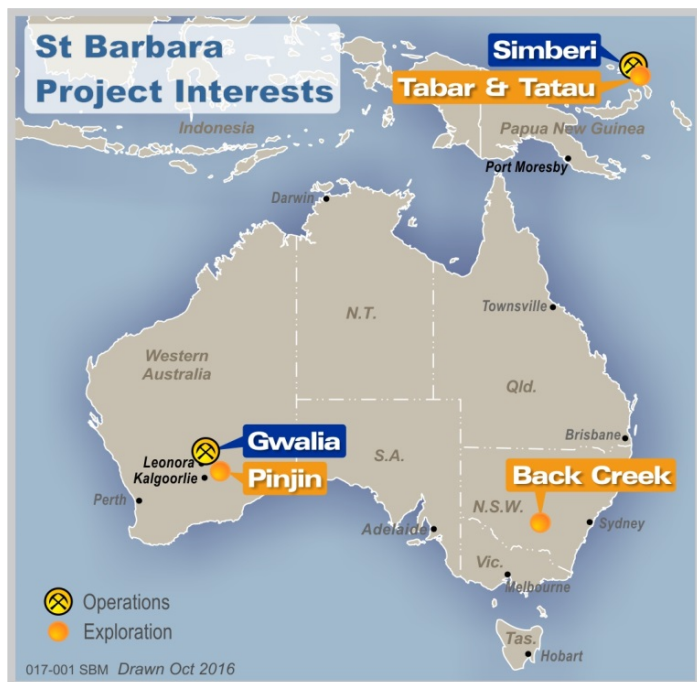 St Barbara
Project Interests
Simberi
Tabar & Tatau
Indonesia
Papua New Guinea
Port Moresby
Darwin
Townsville
N.T.
Western
Australia
Qld.
Brisbane
Gwalia
Leonora
S.A.
Kalgoorlie
Pinjin
Back Creek
Perth
N.S.W.
Adelaide
Sydney
Vic.
Melbourne
Operations
Exploration
Tas.
Hobart
017-001 SBM Drawn Oct 2016